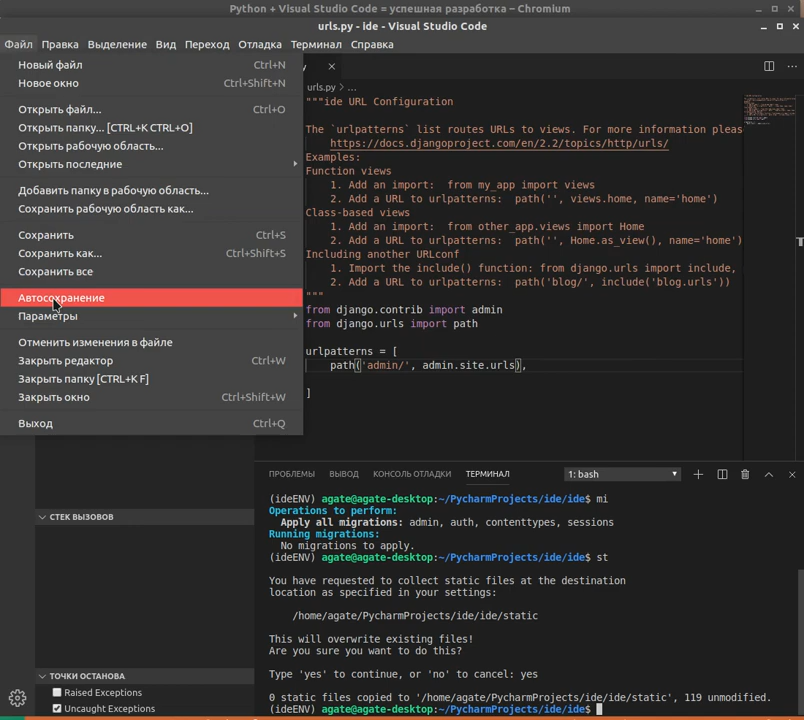 Python + Visual Studio Code = успешная разработка – Chromium
urls.py - ide - Visual Studio Code
Файл Правка Выделение Вид Переход Отладка Терминал Справка
Новый файл Ctrl+N
Новое окно Ctrl+Shift+N
Открыть файл... Ctrl+O
Открыть папку... [CTRL+K CTRL+O]
Открыть рабочую область...
Открыть последние
Добавить папку в рабочую область...
Сохранить рабочую область как...
Сохранить Ctrl+S
Сохранить как... Ctrl+Shift+S
Сохранить все
Автосохранение
Параметры
Отменить изменения в файле
Закрыть редактор Ctrl+W
Закрыть папку [CTRL+K F]
Закрыть окно Ctrl+Shift+W
Выход Ctrl+Q
urls.py > ...
"""ide URL Configuration
The `urlpatterns` list routes URLs to views. For more information pleas
https://docs.djangoproject.com/en/2.2/topics/http/urls/
Examples:
Function views
1. Add an import:  from my_app import views
2. Add a URL to urlpatterns:  path('', views.home, name='home')
Class-based views
1. Add an import:  from other_app.views import Home
2. Add a URL to urlpatterns:  path('', Home.as_view(), name='home')
Including another URLconf
1. Import the include() function: from django.urls import include,
2. Add a URL to urlpatterns:  path('blog/', include('blog.urls'))
"""
from django.contrib import admin
from django.urls import path
urlpatterns = [
path('admin/', admin.site.urls),
]
ПРОБЛЕМЫ ВЫВОД КОНСОЛЬ ОТЛАДКИ ТЕРМИНАЛ 1: bash
(ideENV) agate@agate-desktop:~/PycharmProjects/ide/ide$ mi
Operations to perform:
Apply all migrations: admin, auth, contenttypes, sessions
Running migrations:
No migrations to apply.
(ideENV) agate@agate-desktop:~/PycharmProjects/ide/ide$ st
You have requested to collect static files at the destination
location as specified in your settings:
/home/agate/PycharmProjects/ide/ide/static
This will overwrite existing files!
Are you sure you want to do this?
Type 'yes' to continue, or 'no' to cancel: yes
0 static files copied to '/home/agate/PycharmProjects/ide/ide/static', 119 unmodified.
(ideENV) agate@agate-desktop:~/PycharmProjects/ide/ide$
СТЕК ВЫЗОВОВ
ТОЧКИ ОСТАНОВА
Raised Exceptions
Uncaught Exceptions